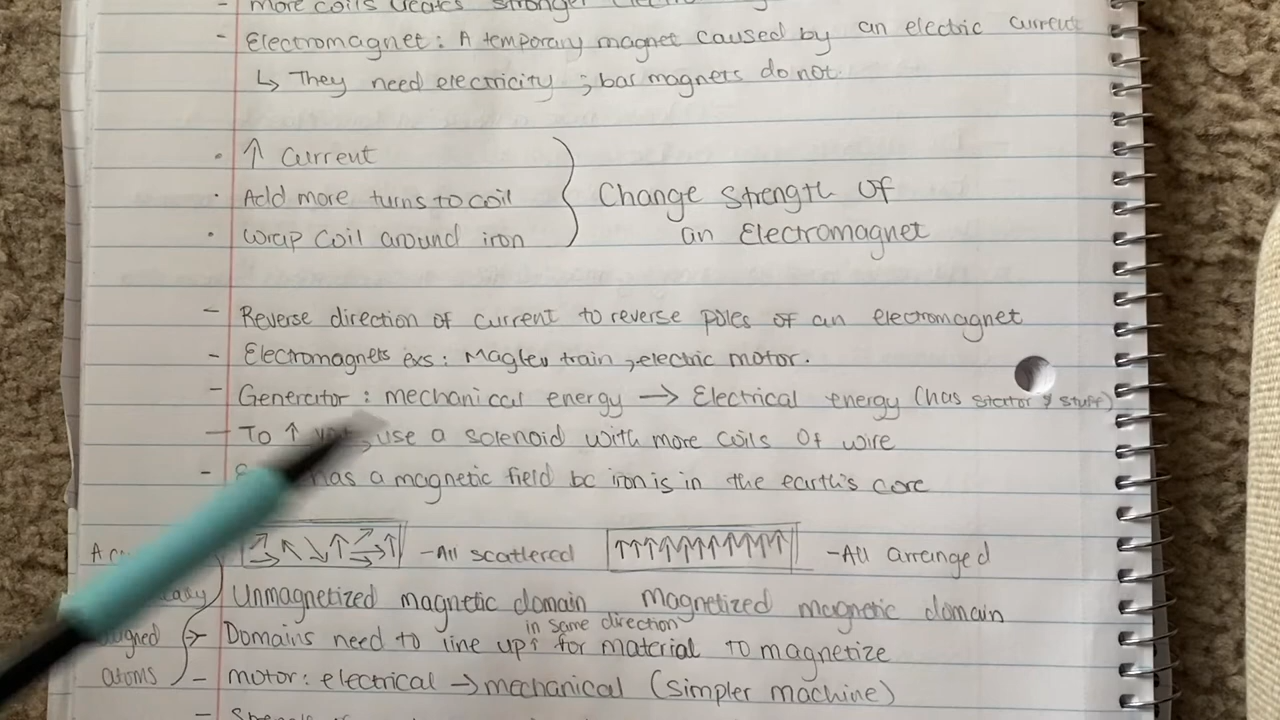 - more coils creates stronger
- Electromagnet: A temporary magnet caused by an electric current
↳ They need electricity ; bar magnets do not.
• ↑ Current
• Add more turns to coil
• Wrap coil around iron
} Change Strength of
an Electromagnet
- Reverse direction of current to reverse poles of an electromagnet
- Electromagnets exs: Maglev train, electric motor.
- Generator: mechanical energy → Electrical energy (has stator & stuff)
- To ↑ , use a solenoid with more coils of wire
- has a magnetic field bc iron is in the earth's core
- All scattered - All arranged
Unmagnetized magnetic domain magnetized magnetic domain
in same direction
- Domains need to line up↑ for material to magnetize
atoms
- motor: electrical → mechanical (simpler machine)